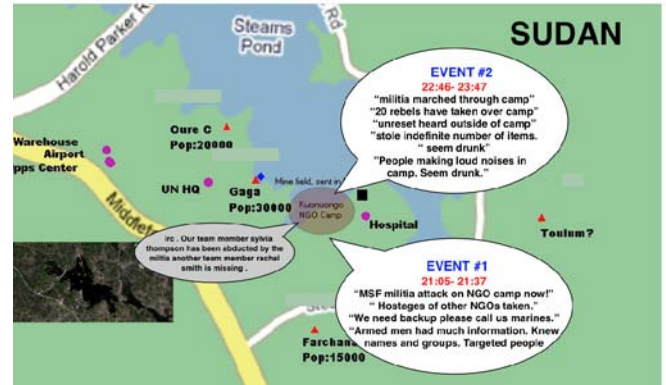 SUDAN
Harold Parker R
Stearns
Pond
Rd
EVENT #2
22:46- 23:47
“militia marched through camp”
“20 rebels have taken over camp”
“unreset heard outside of camp”
“stole indefinite number of items.
“ seem drunk”
“People making loud noises in
camp. Seem drunk.”
Oure C
Pop:20000
Warehouse
Airport
pps Center
UN HQ
Gaga
Pop:30000
Mine field, sent in
Kuonuongo
NGO Camp
Hospital
Toulum?
Middlet
irc . Our team member sylvia
thompson has been abducted by the
militia another team member rachel
smith is missing .
EVENT #1
21:05- 21:37
“MSF militia attack on NGO camp now!”
“ Hostages of other NGOs taken.”
“We need backup please call us marines.”
“Armed men had much information. Knew
names and groups. Targeted people
Farchana
Pop:15000